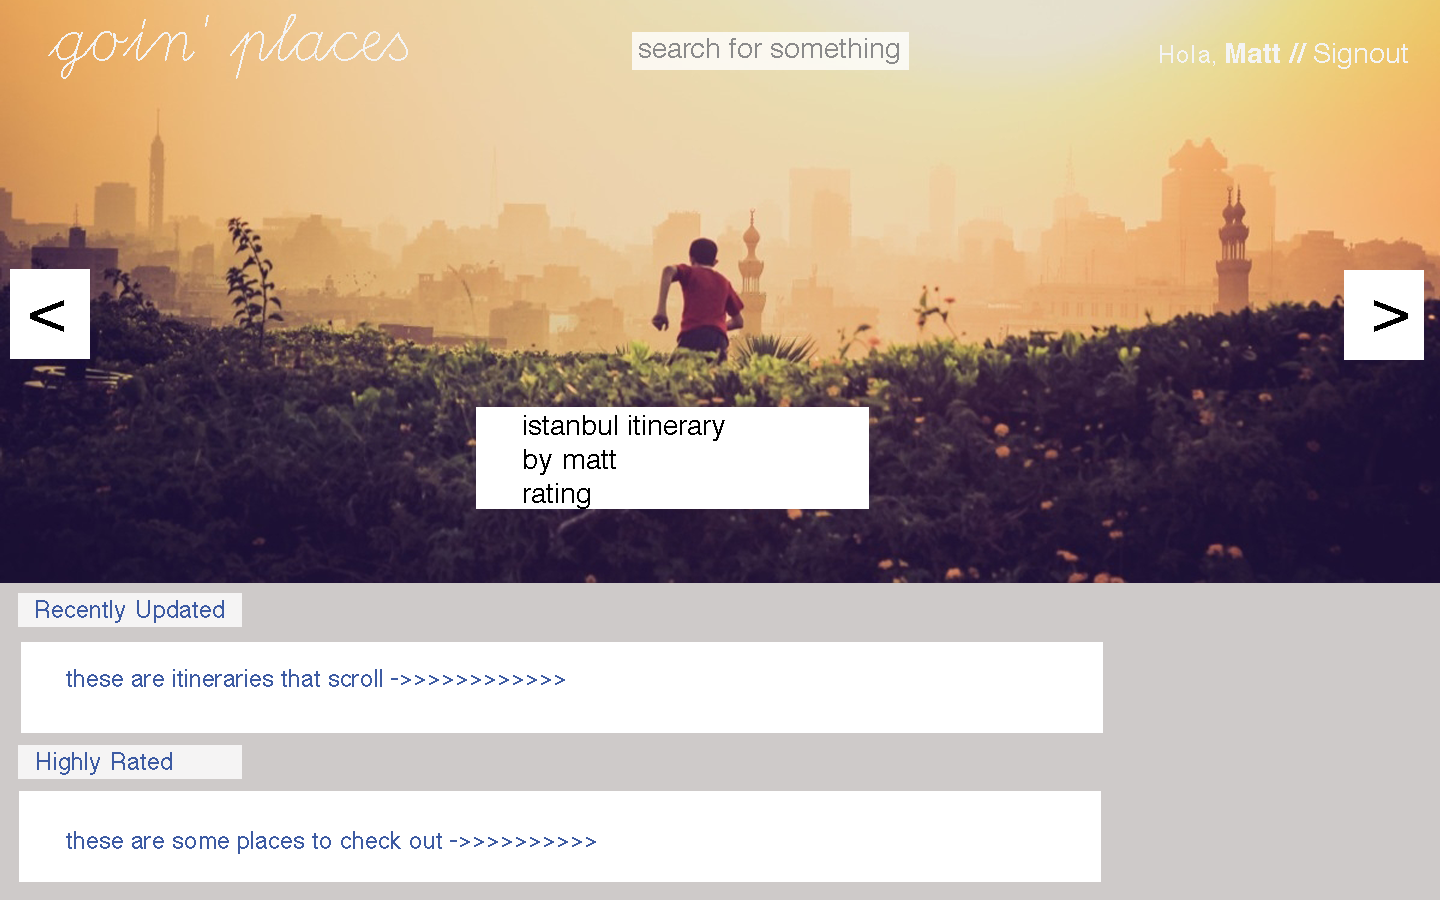 goin' places
search for something
Hola, Matt // Signout
<
>
istanbul itinerary
by matt
rating
Recently Updated
these are itineraries that scroll ->>>>>>>>>>>>
Highly Rated
these are some places to check out ->>>>>>>>>>